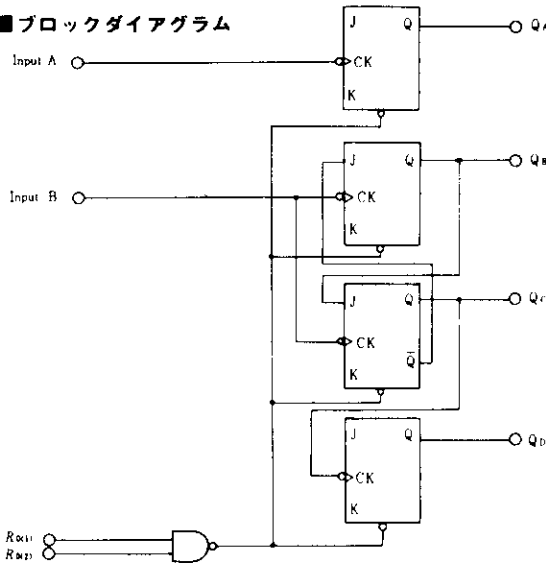 ■ブロックダイアグラム
Input A
J Q
CK
K
QA
Input B
J Q
CK
K
QB
J Q
CK
Q̄
K
QC
J Q
CK
K
QD
R0(1)
R0(2)